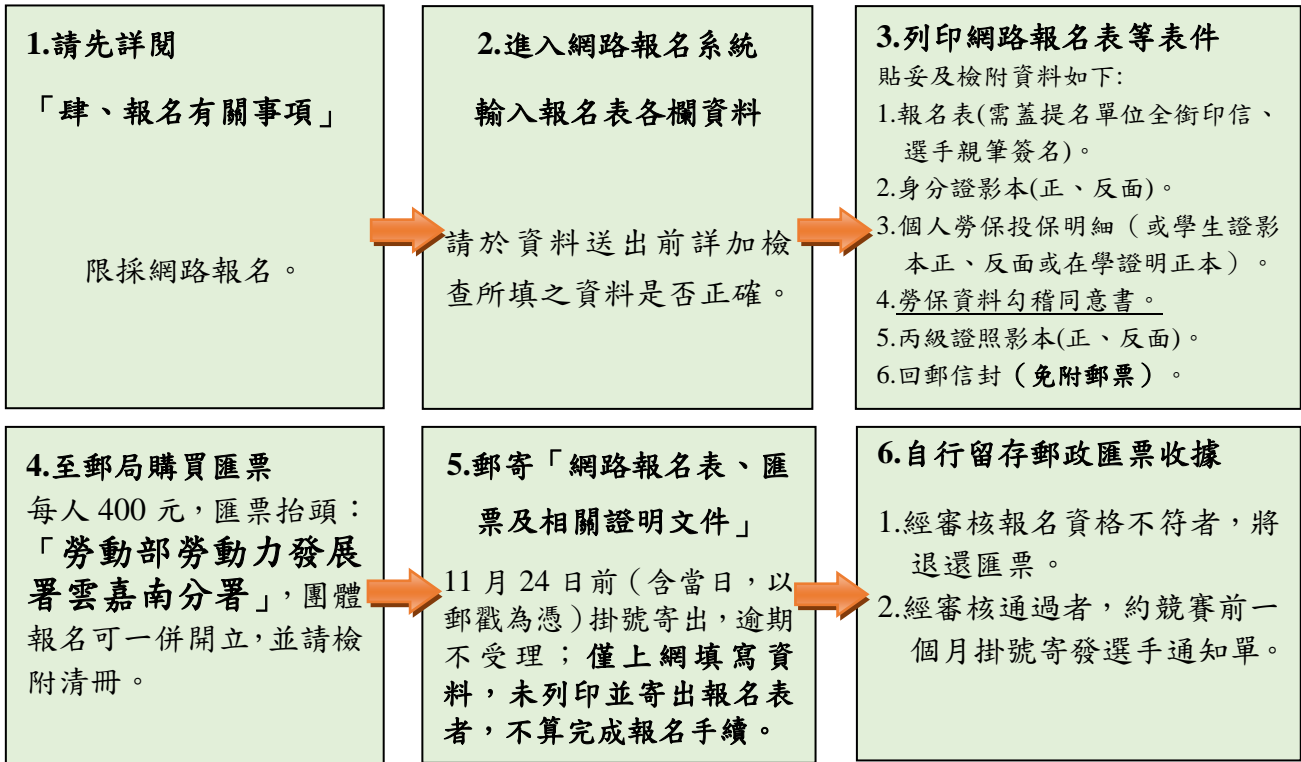 1.請先詳閱
「肆、報名有關事項」
限採網路報名。
2.進入網路報名系統
輸入報名表各欄資料
請於資料送出前詳加檢
查所填之資料是否正確。
3.列印網路報名表等表件
貼妥及檢附資料如下:
1.報名表(需蓋提名單位全銜印信、
選手親筆簽名)。
2.身分證影本(正、反面)。
3.個人勞保投保明細（或學生證影
本正、反面或在學證明正本）。
4.勞保資料勾稽同意書。
5.丙級證照影本(正、反面)。
6.回郵信封（免附郵票）。
4.至郵局購買匯票
每人 400 元，匯票抬頭：
「勞動部勞動力發展
署雲嘉南分署」，團體
報名可一併開立，並請檢
附清冊。
5.郵寄「網路報名表、匯
票及相關證明文件」
11 月 24 日前（含當日，以
郵戳為憑）掛號寄出，逾期
不受理；僅上網填寫資
料，未列印並寄出報名表
者，不算完成報名手續。
6.自行留存郵政匯票收據
1.經審核報名資格不符者，將
退還匯票。
2.經審核通過者，約競賽前一
個月掛號寄發選手通知單。